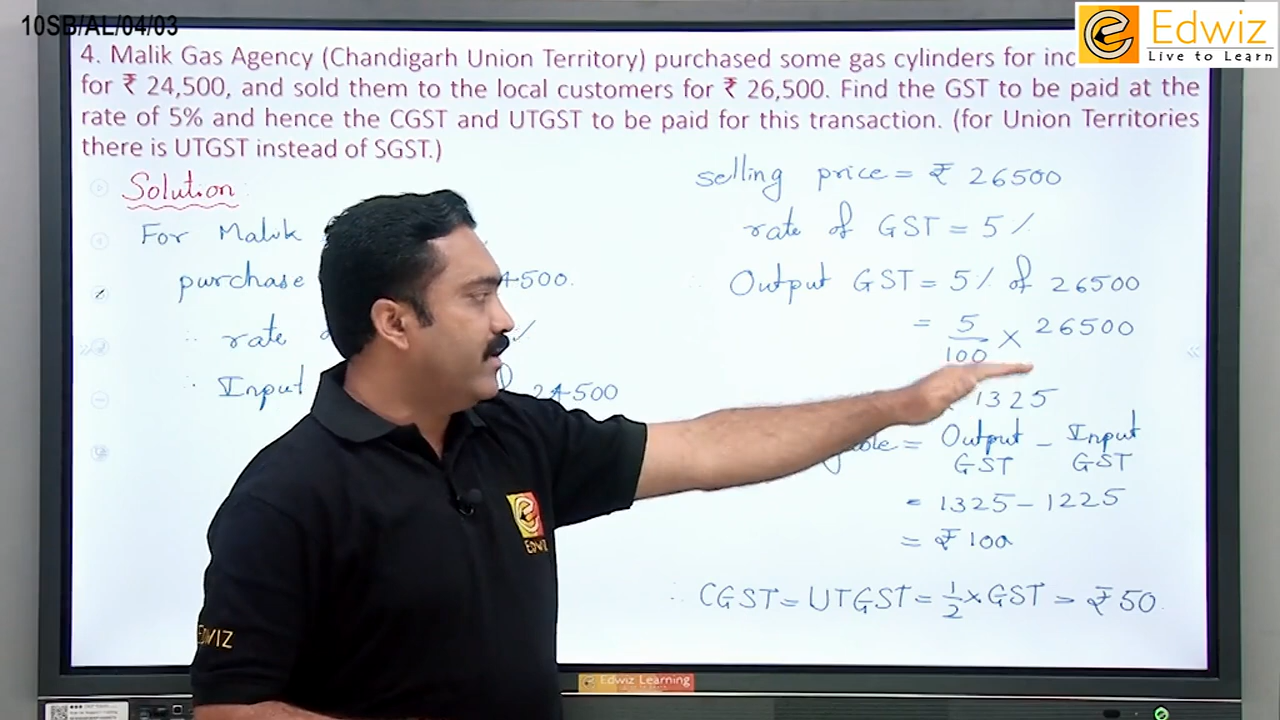 10SB/AL/04/03
Edwiz
Live to Learn
4. Malik Gas Agency (Chandigarh Union Territory) purchased some gas cylinders for
for ₹ 24,500, and sold them to the local customers for ₹ 26,500. Find the GST to be paid at the
rate of 5% and hence the CGST and UTGST to be paid for this transaction. (for Union Territories
there is UTGST instead of SGST.)
Solution
For Malik
purchase 4500.
∴ rate %
∴ Input 24500
selling price = ₹ 26500
rate of GST = 5%
∴ Output GST = 5% of 26500
= 5/100 × 26500
1325
= Output GST − Input GST
= 1325 − 1225
= ₹ 100
∴ CGST = UTGST = 1/2 × GST = ₹ 50.
EDWIZ
EDWIZ
Edwiz Learning